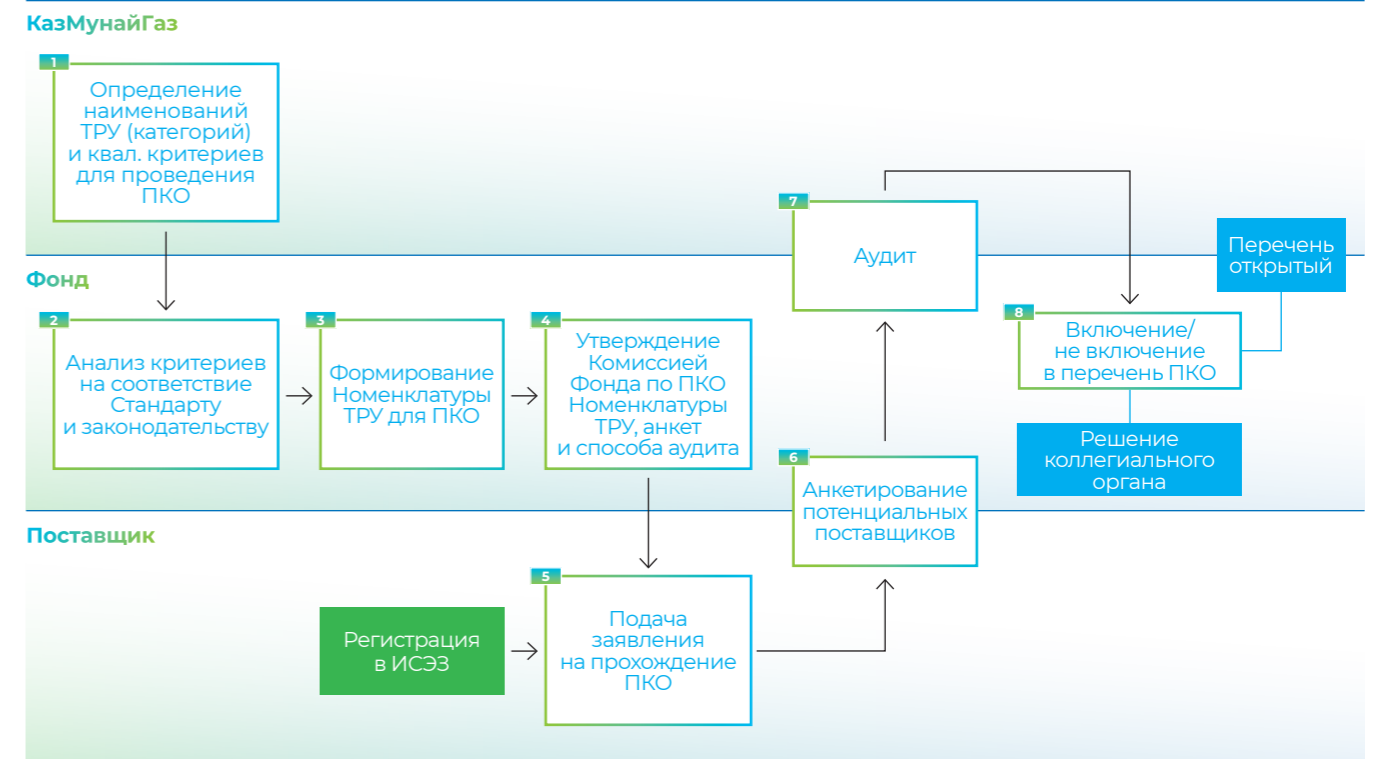 КазМунайГаз
1
Определение
наименований
ТРУ (категорий)
и квал. критериев
для проведения
ПКО
Фонд
2
Анализ критериев
на соответствие
Стандарту
и законодательству
3
Формирование
Номенклатуры
ТРУ для ПКО
4
Утверждение
Комиссией
Фонда по ПКО
Номенклатуры
ТРУ, анкет
и способа аудита
Поставщик
Регистрация
в ИСЭЗ
5
Подача
заявления
на прохождение
ПКО
6
Анкетирование
потенциальных
поставщиков
7
Аудит
8
Включение/
не включение
в перечень ПКО
Перечень
открытый
Решение
коллегиального
органа